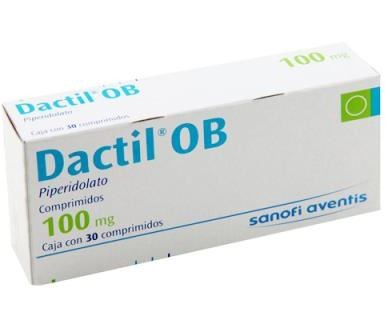 Dactil® OB
100 mg
Caja con 30 comprimidos
Dactil® OB
Piperidolato
Comprimidos
100 mg
Caja con 30 comprimidos
sanofi aventis